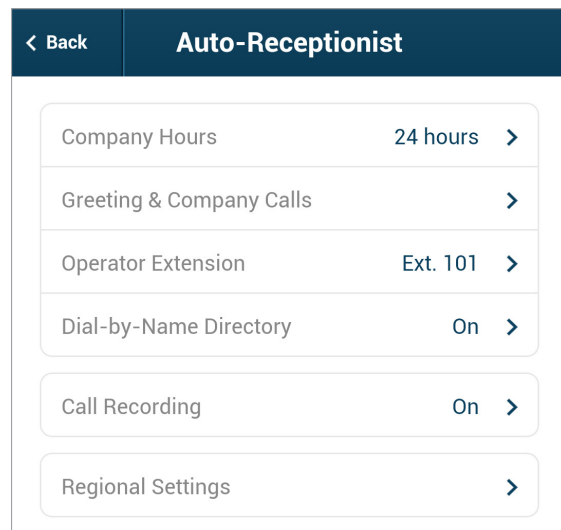 Back Auto-Receptionist
Company Hours 24 hours
Greeting & Company Calls
Operator Extension Ext. 101
Dial-by-Name Directory On
Call Recording On
Regional Settings